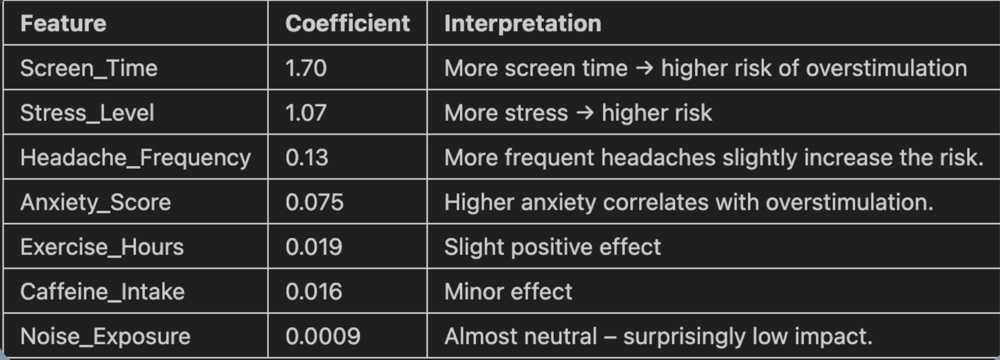 Feature Coefficient Interpretation
Screen_Time 1.70 More screen time → higher risk of overstimulation
Stress_Level 1.07 More stress → higher risk
Headache_Frequency 0.13 More frequent headaches slightly increase the risk.
Anxiety_Score 0.075 Higher anxiety correlates with overstimulation.
Exercise_Hours 0.019 Slight positive effect
Caffeine_Intake 0.016 Minor effect
Noise_Exposure 0.0009 Almost neutral – surprisingly low impact.